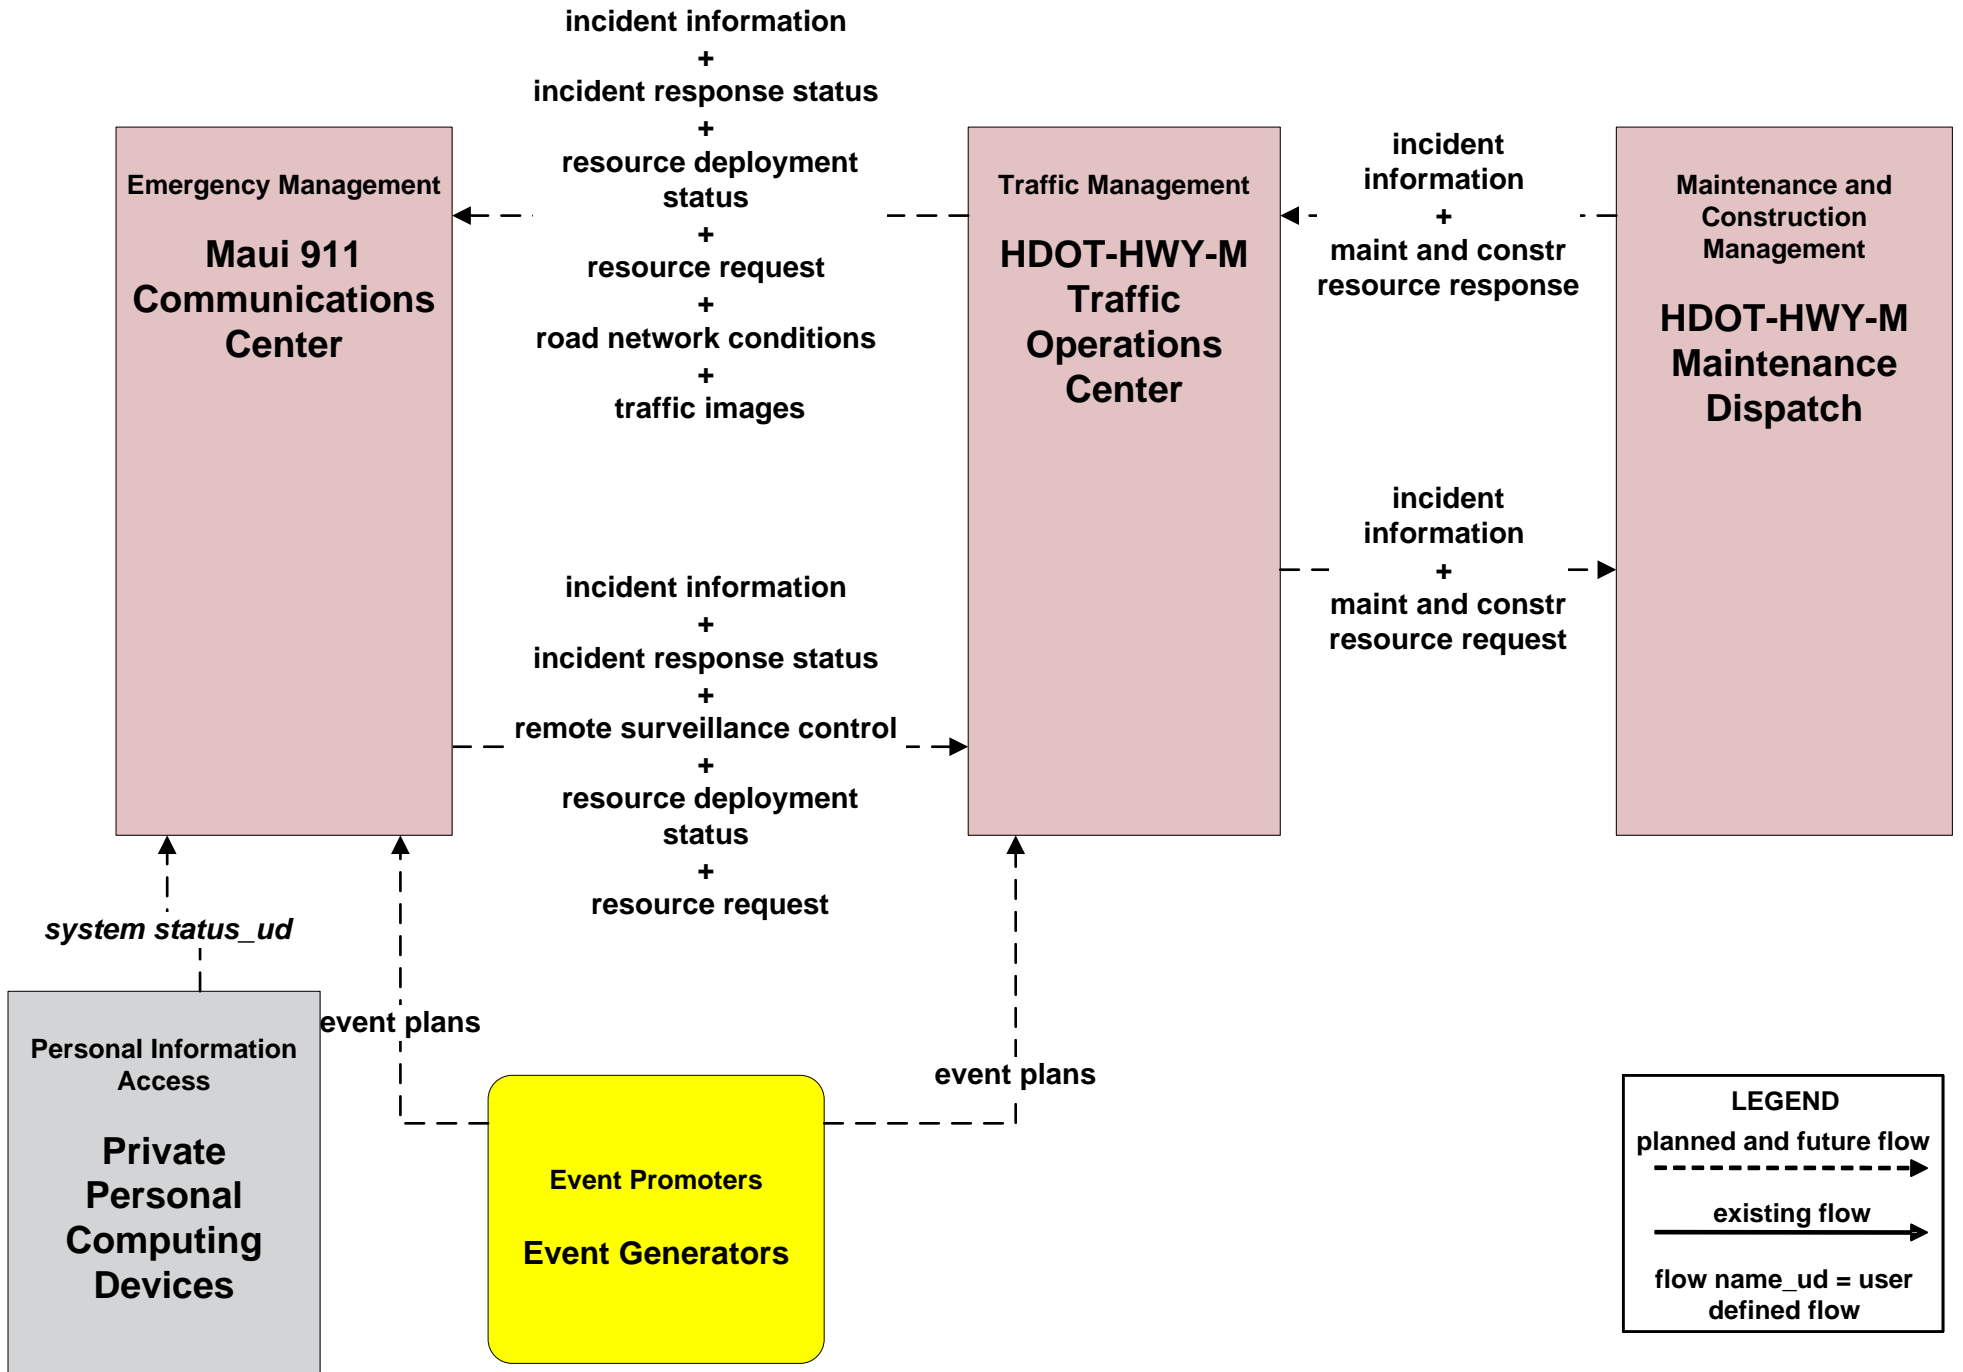 incident information
+
incident response status
+
resource deployment
status
+
resource request
+
road network conditions
+
traffic images
Emergency Management
Maui 911
Communications
Center
Traffic Management
HDOT-HWY-M
Traffic
Operations
Center
incident
information
+
maint and constr
resource response
Maintenance and
Construction
Management
HDOT-HWY-M
Maintenance
Dispatch
incident
information
+
maint and constr
resource request
incident information
+
incident response status
+
remote surveillance control
+
resource deployment
status
+
resource request
system status_ud
event plans
event plans
Personal Information
Access
Private
Personal
Computing
Devices
Event Promoters
Event Generators
LEGEND
planned and future flow
existing flow
flow name_ud = user
defined flow